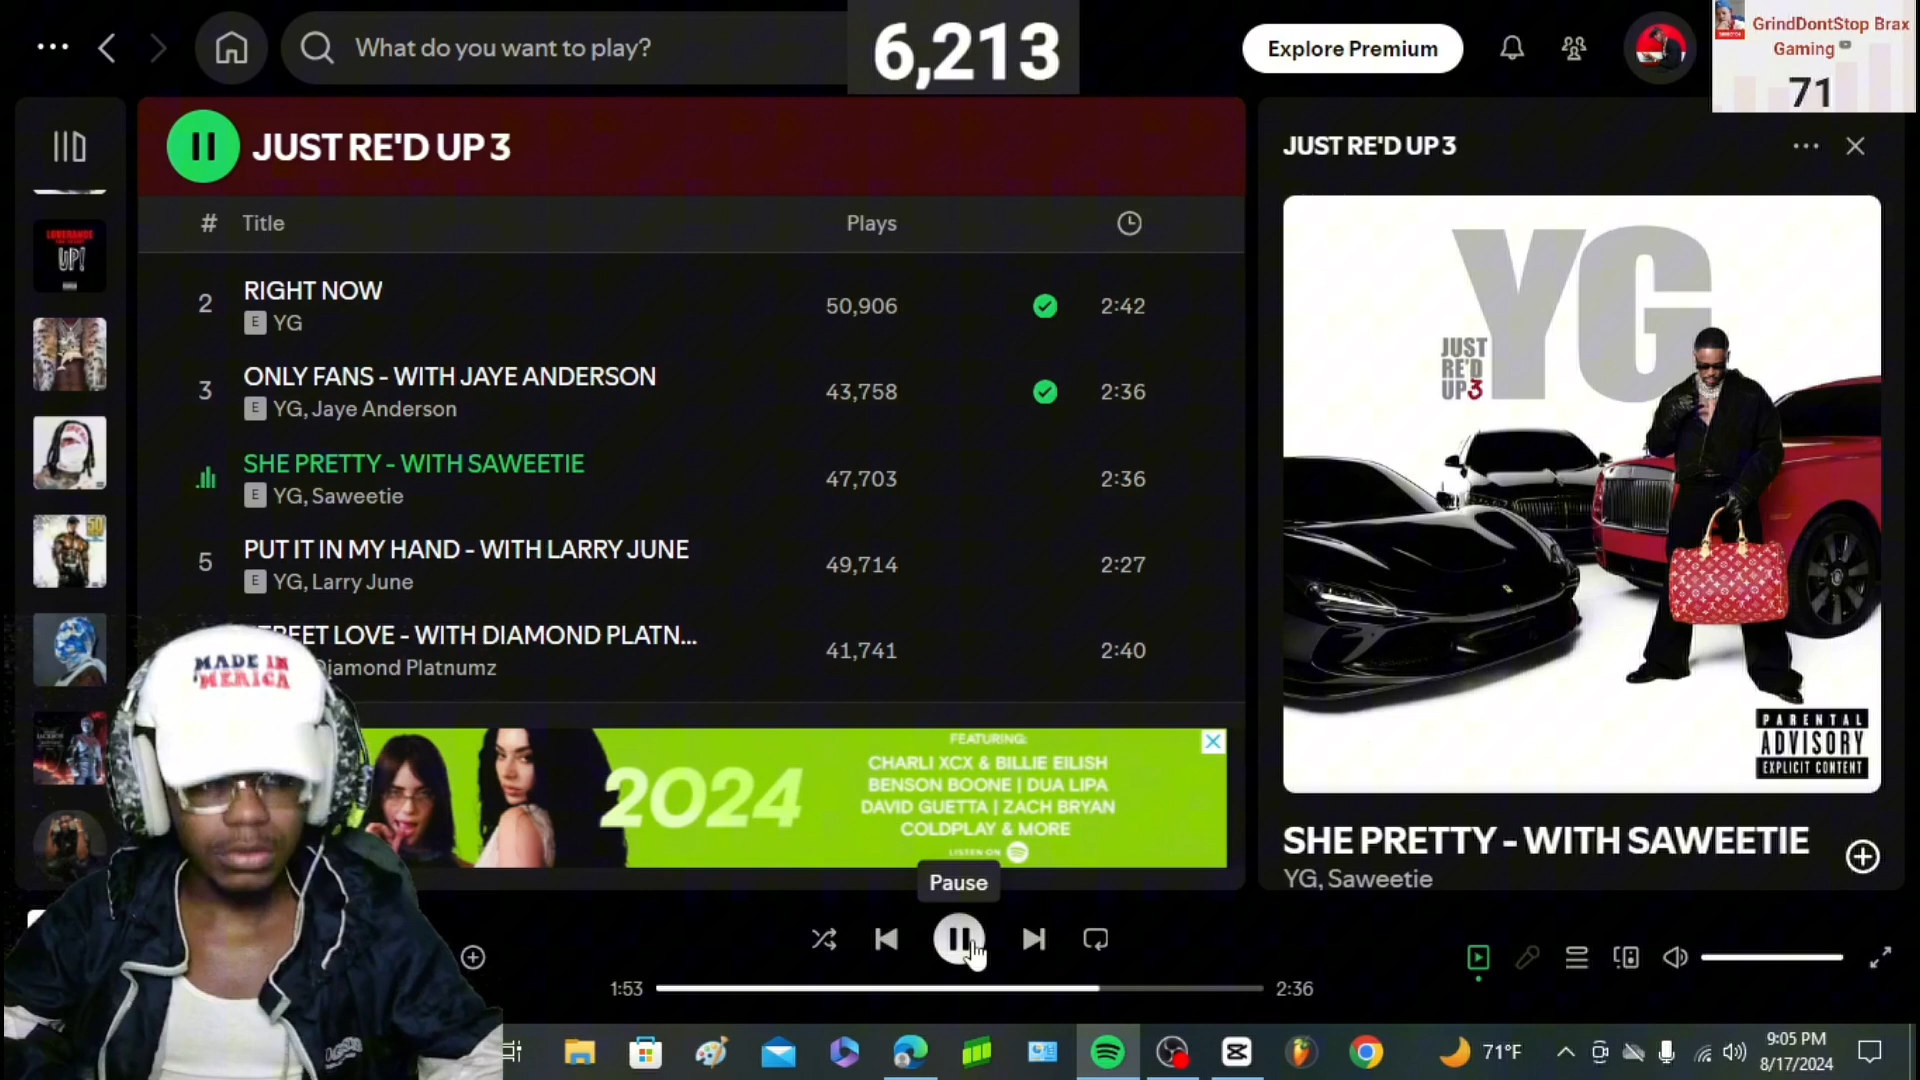 What do you want to play?
6,213
Explore Premium
GrindDontStop Brax
Gaming
71
JUST RE'D UP 3
# Title Plays
2 RIGHT NOW 50,906 2:42
E YG
3 ONLY FANS - WITH JAYE ANDERSON 43,758 2:36
E YG, Jaye Anderson
SHE PRETTY - WITH SAWEETIE 47,703 2:36
E YG, Saweetie
5 PUT IT IN MY HAND - WITH LARRY JUNE 49,714 2:27
E YG, Larry June
LOVE - WITH DIAMOND PLATN... 41,741 2:40
Diamond Platnumz
UP!
50
MADE IN
MERICA
2024
FEATURING:
CHARLI XCX & BILLIE EILISH
BENSON BOONE | DUA LIPA
DAVID GUETTA | ZACH BRYAN
COLDPLAY & MORE
LISTEN ON
Pause
1:53 2:36
JUST RE'D UP 3
YG
JUST
RE'D
UP3
PARENTAL
ADVISORY
EXPLICIT CONTENT
SHE PRETTY - WITH SAWEETIE
YG, Saweetie
71°F
9:05 PM
8/17/2024